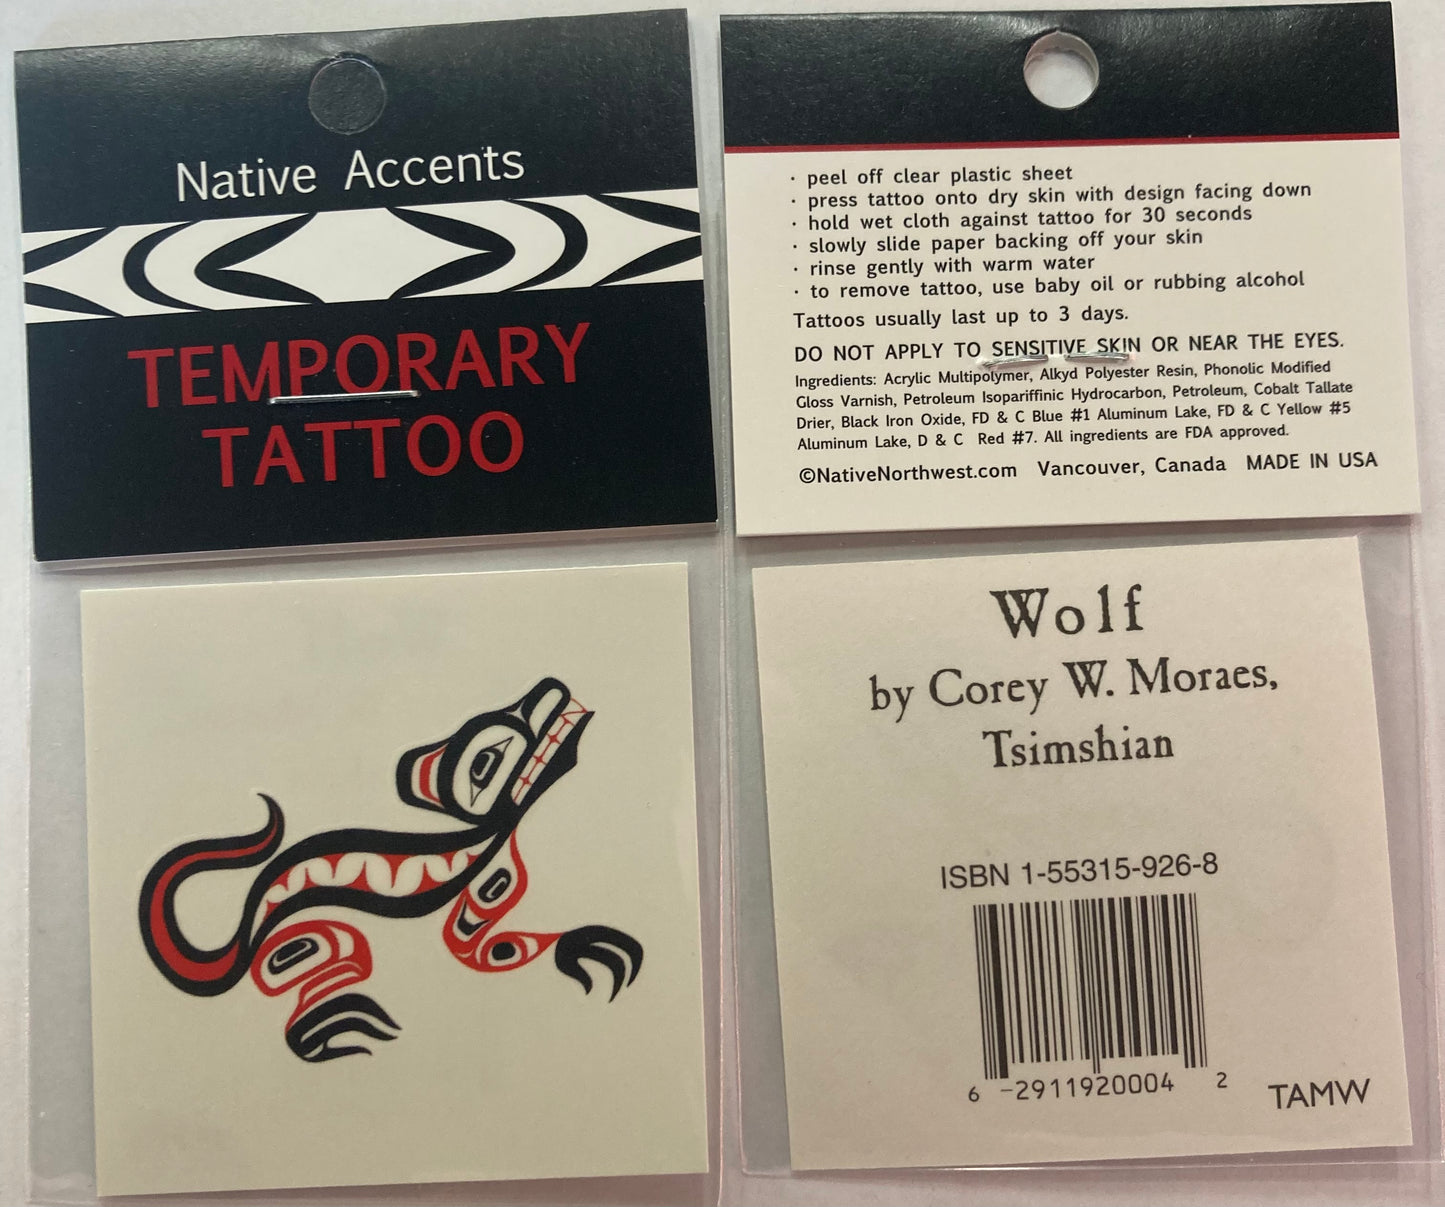 Native Accents
TEMPORARY
TATTOO
· peel off clear plastic sheet
· press tattoo onto dry skin with design facing down
· hold wet cloth against tattoo for 30 seconds
· slowly slide paper backing off your skin
· rinse gently with warm water
· to remove tattoo, use baby oil or rubbing alcohol
Tattoos usually last up to 3 days.
DO NOT APPLY TO SENSITIVE SKIN OR NEAR THE EYES.
Ingredients: Acrylic Multipolymer, Alkyd Polyester Resin, Phonolic Modified
Gloss Varnish, Petroleum Isopariffinic Hydrocarbon, Petroleum, Cobalt Tallate
Drier, Black Iron Oxide, FD & C Blue #1 Aluminum Lake, FD & C Yellow #5
Aluminum Lake, D & C Red #7. All ingredients are FDA approved.
©NativeNorthwest.com Vancouver, Canada MADE IN USA
Wolf
by Corey W. Moraes,
Tsimshian
ISBN 1-55315-926-8
6 -2911920004 2
TAMW